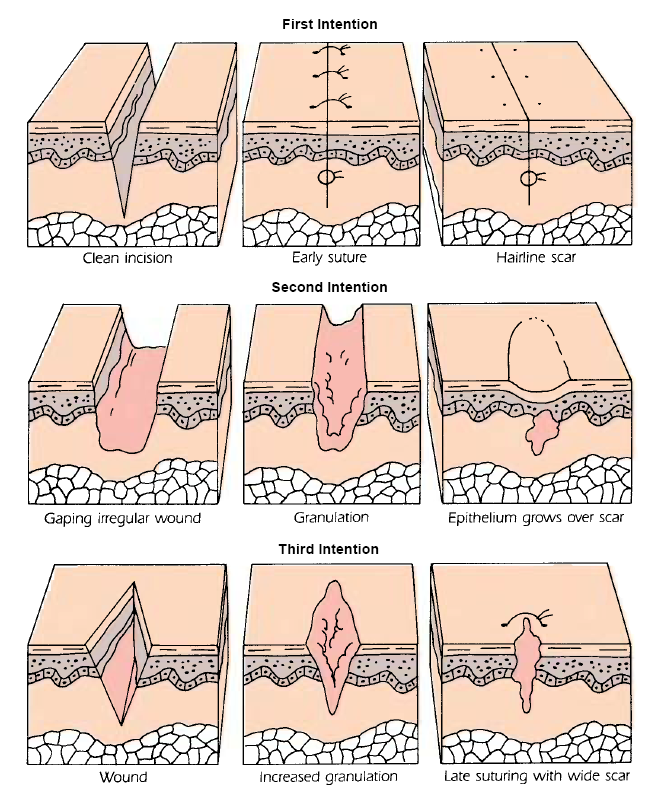 First Intention
Clean incision
Early suture
Hairline scar
Second Intention
Gaping irregular wound
Granulation
Epithelium grows over scar
Third Intention
Wound
Increased granulation
Late suturing with wide scar